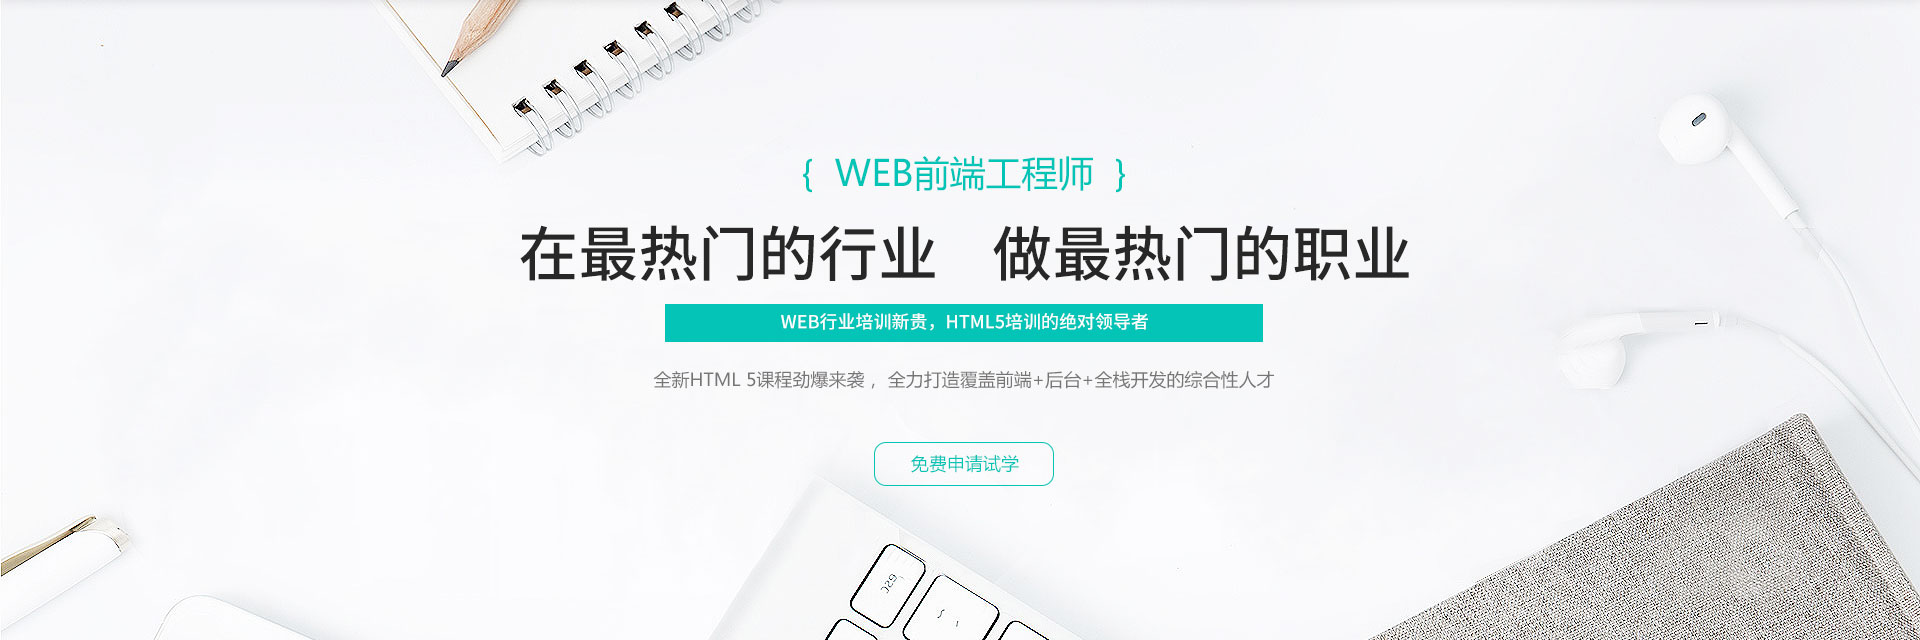 { WEB前端工程师 }
在最热门的行业 做最热门的职业
WEB行业培训新贵，HTML5培训的绝对领导者
全新HTML 5课程劲爆来袭 ，全力打造覆盖前端+后台+全栈开发的综合性人才
免费申请试学
esc